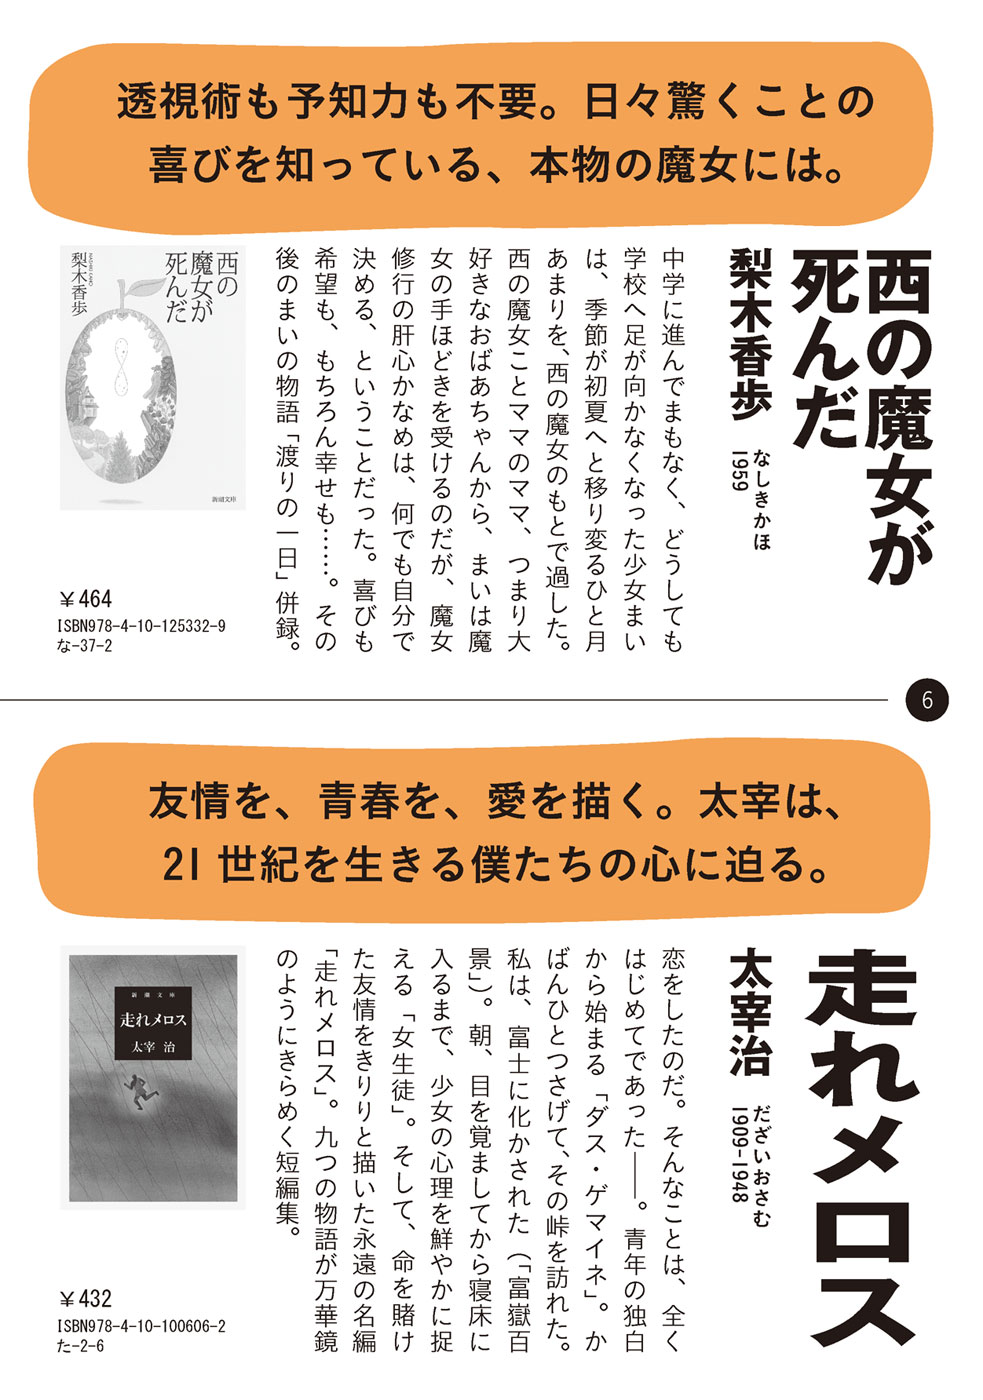 透視術も予知力も不要。日々驚くことの
喜びを知っている、本物の魔女には。
西の魔女が
死んだ
梨木香歩
なしきかほ
1959
中学に進んでまもなく、どうしても
学校へ足が向かなくなった少女まい
は、季節が初夏へと移り変るひと月
あまりを、西の魔女のもとで過した。
西の魔女ことママのママ、つまり大
好きなおばあちゃんから、まいは魔
女の手ほどきを受けるのだが、魔女
修行の肝心かなめは、何でも自分で
決める、ということだった。喜びも
希望も、もちろん幸せも……。その
後のまいの物語「渡りの一日」併録。
西の
魔女が
死んだ
梨木香歩
NASHIKI KAHO
新潮文庫
￥464
ISBN978-4-10-125332-9
な-37-2
6
友情を、青春を、愛を描く。太宰は、
21世紀を生きる僕たちの心に迫る。
走れメロス
太宰治
だざいおさむ
1909-1948
恋をしたのだ。そんなことは、全く
はじめてであった――。青年の独白
から始まる「ダス・ゲマイネ」。か
ばんひとつさげて、その峠を訪れた。
私は、富士に化かされた（「富嶽百
景」）。朝、目を覚ましてから寝床に
入るまで、少女の心理を鮮やかに捉
える「女生徒」。そして、命を賭け
た友情をきりりと描いた永遠の名編
「走れメロス」。九つの物語が万華鏡
のようにきらめく短編集。
新潮文庫
走れメロス
太宰 治
￥432
ISBN978-4-10-100606-2
た-2-6